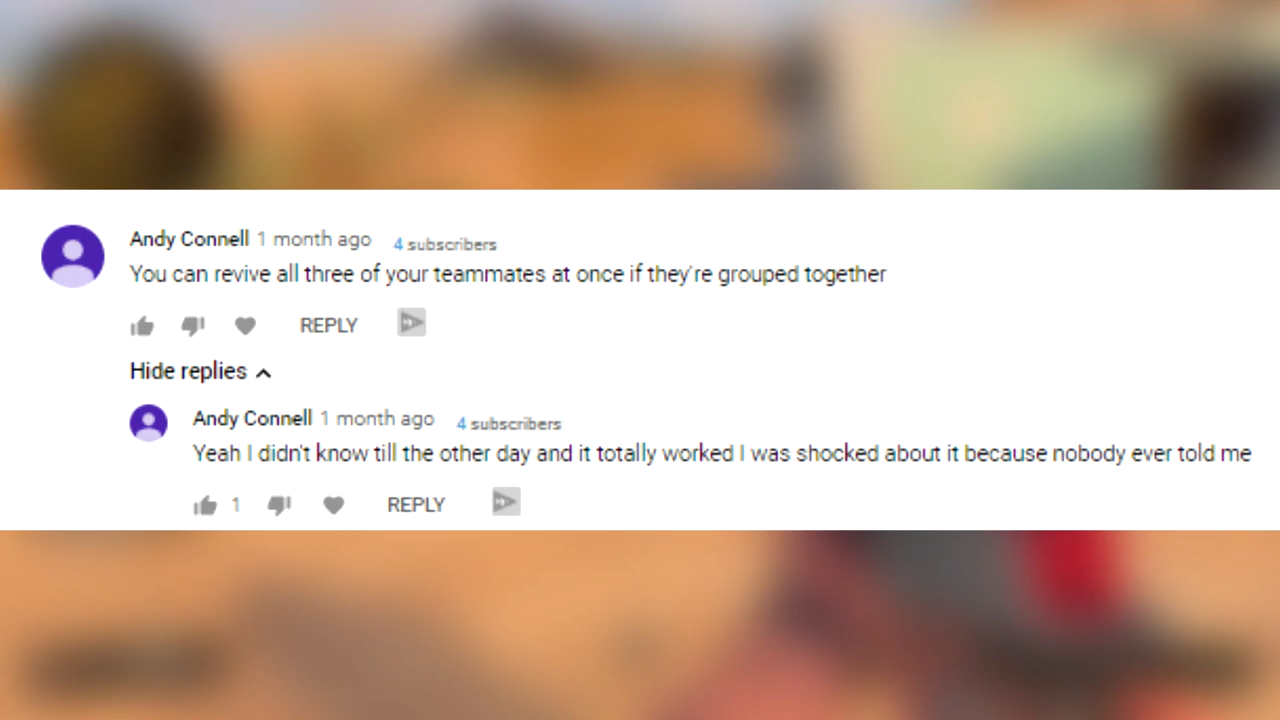 Andy Connell 1 month ago 4 subscribers
You can revive all three of your teammates at once if they're grouped together
REPLY
Hide replies
Andy Connell 1 month ago 4 subscribers
Yeah I didn't know till the other day and it totally worked I was shocked about it because nobody ever told me
1 REPLY